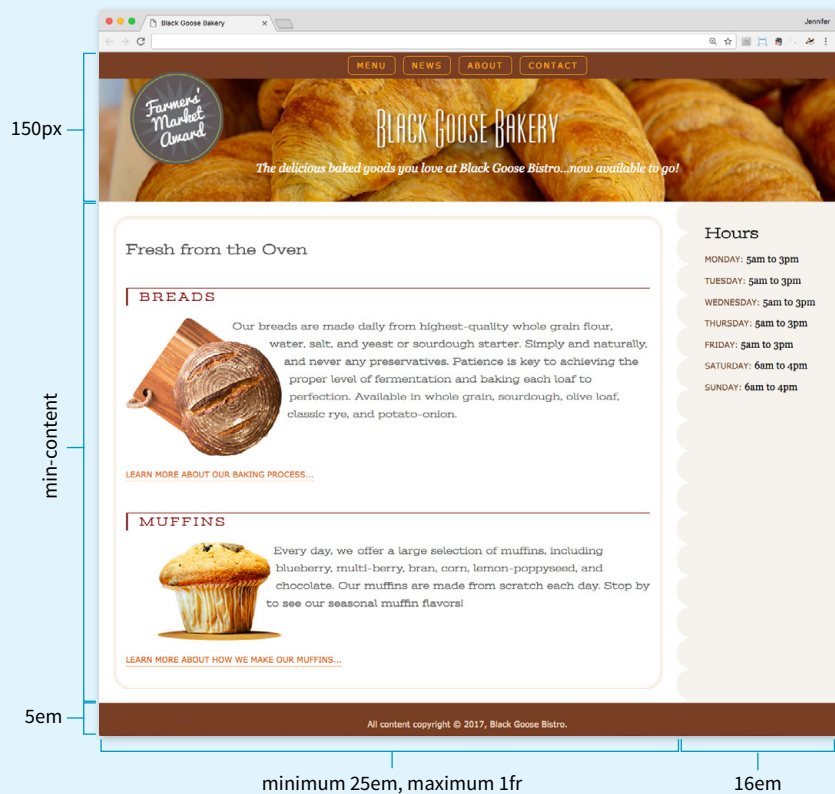 Black Goose Bakery
Jennifer
MENU NEWS ABOUT CONTACT
Farmers'
Market
Award
BLACK GOOSE BAKERY
The delicious baked goods you love at Black Goose Bistro...now available to go!
150px
Fresh from the Oven
BREADS
Our breads are made daily from highest-quality whole grain flour,
water, salt, and yeast or sourdough starter. Simply and naturally,
and never any preservatives. Patience is key to achieving the
proper level of fermentation and baking each loaf to
perfection. Available in whole grain, sourdough, olive loaf,
classic rye, and potato-onion.
LEARN MORE ABOUT OUR BAKING PROCESS...
MUFFINS
Every day, we offer a large selection of muffins, including
blueberry, multi-berry, bran, corn, lemon-poppyseed, and
chocolate. Our muffins are made from scratch each day. Stop by
to see our seasonal muffin flavors!
LEARN MORE ABOUT HOW WE MAKE OUR MUFFINS...
Hours
MONDAY: 5am to 3pm
TUESDAY: 5am to 3pm
WEDNESDAY: 5am to 3pm
THURSDAY: 5am to 3pm
FRIDAY: 5am to 3pm
SATURDAY: 6am to 4pm
SUNDAY: 6am to 4pm
min-content
5em
All content copyright © 2017, Black Goose Bistro.
minimum 25em, maximum 1fr
16em